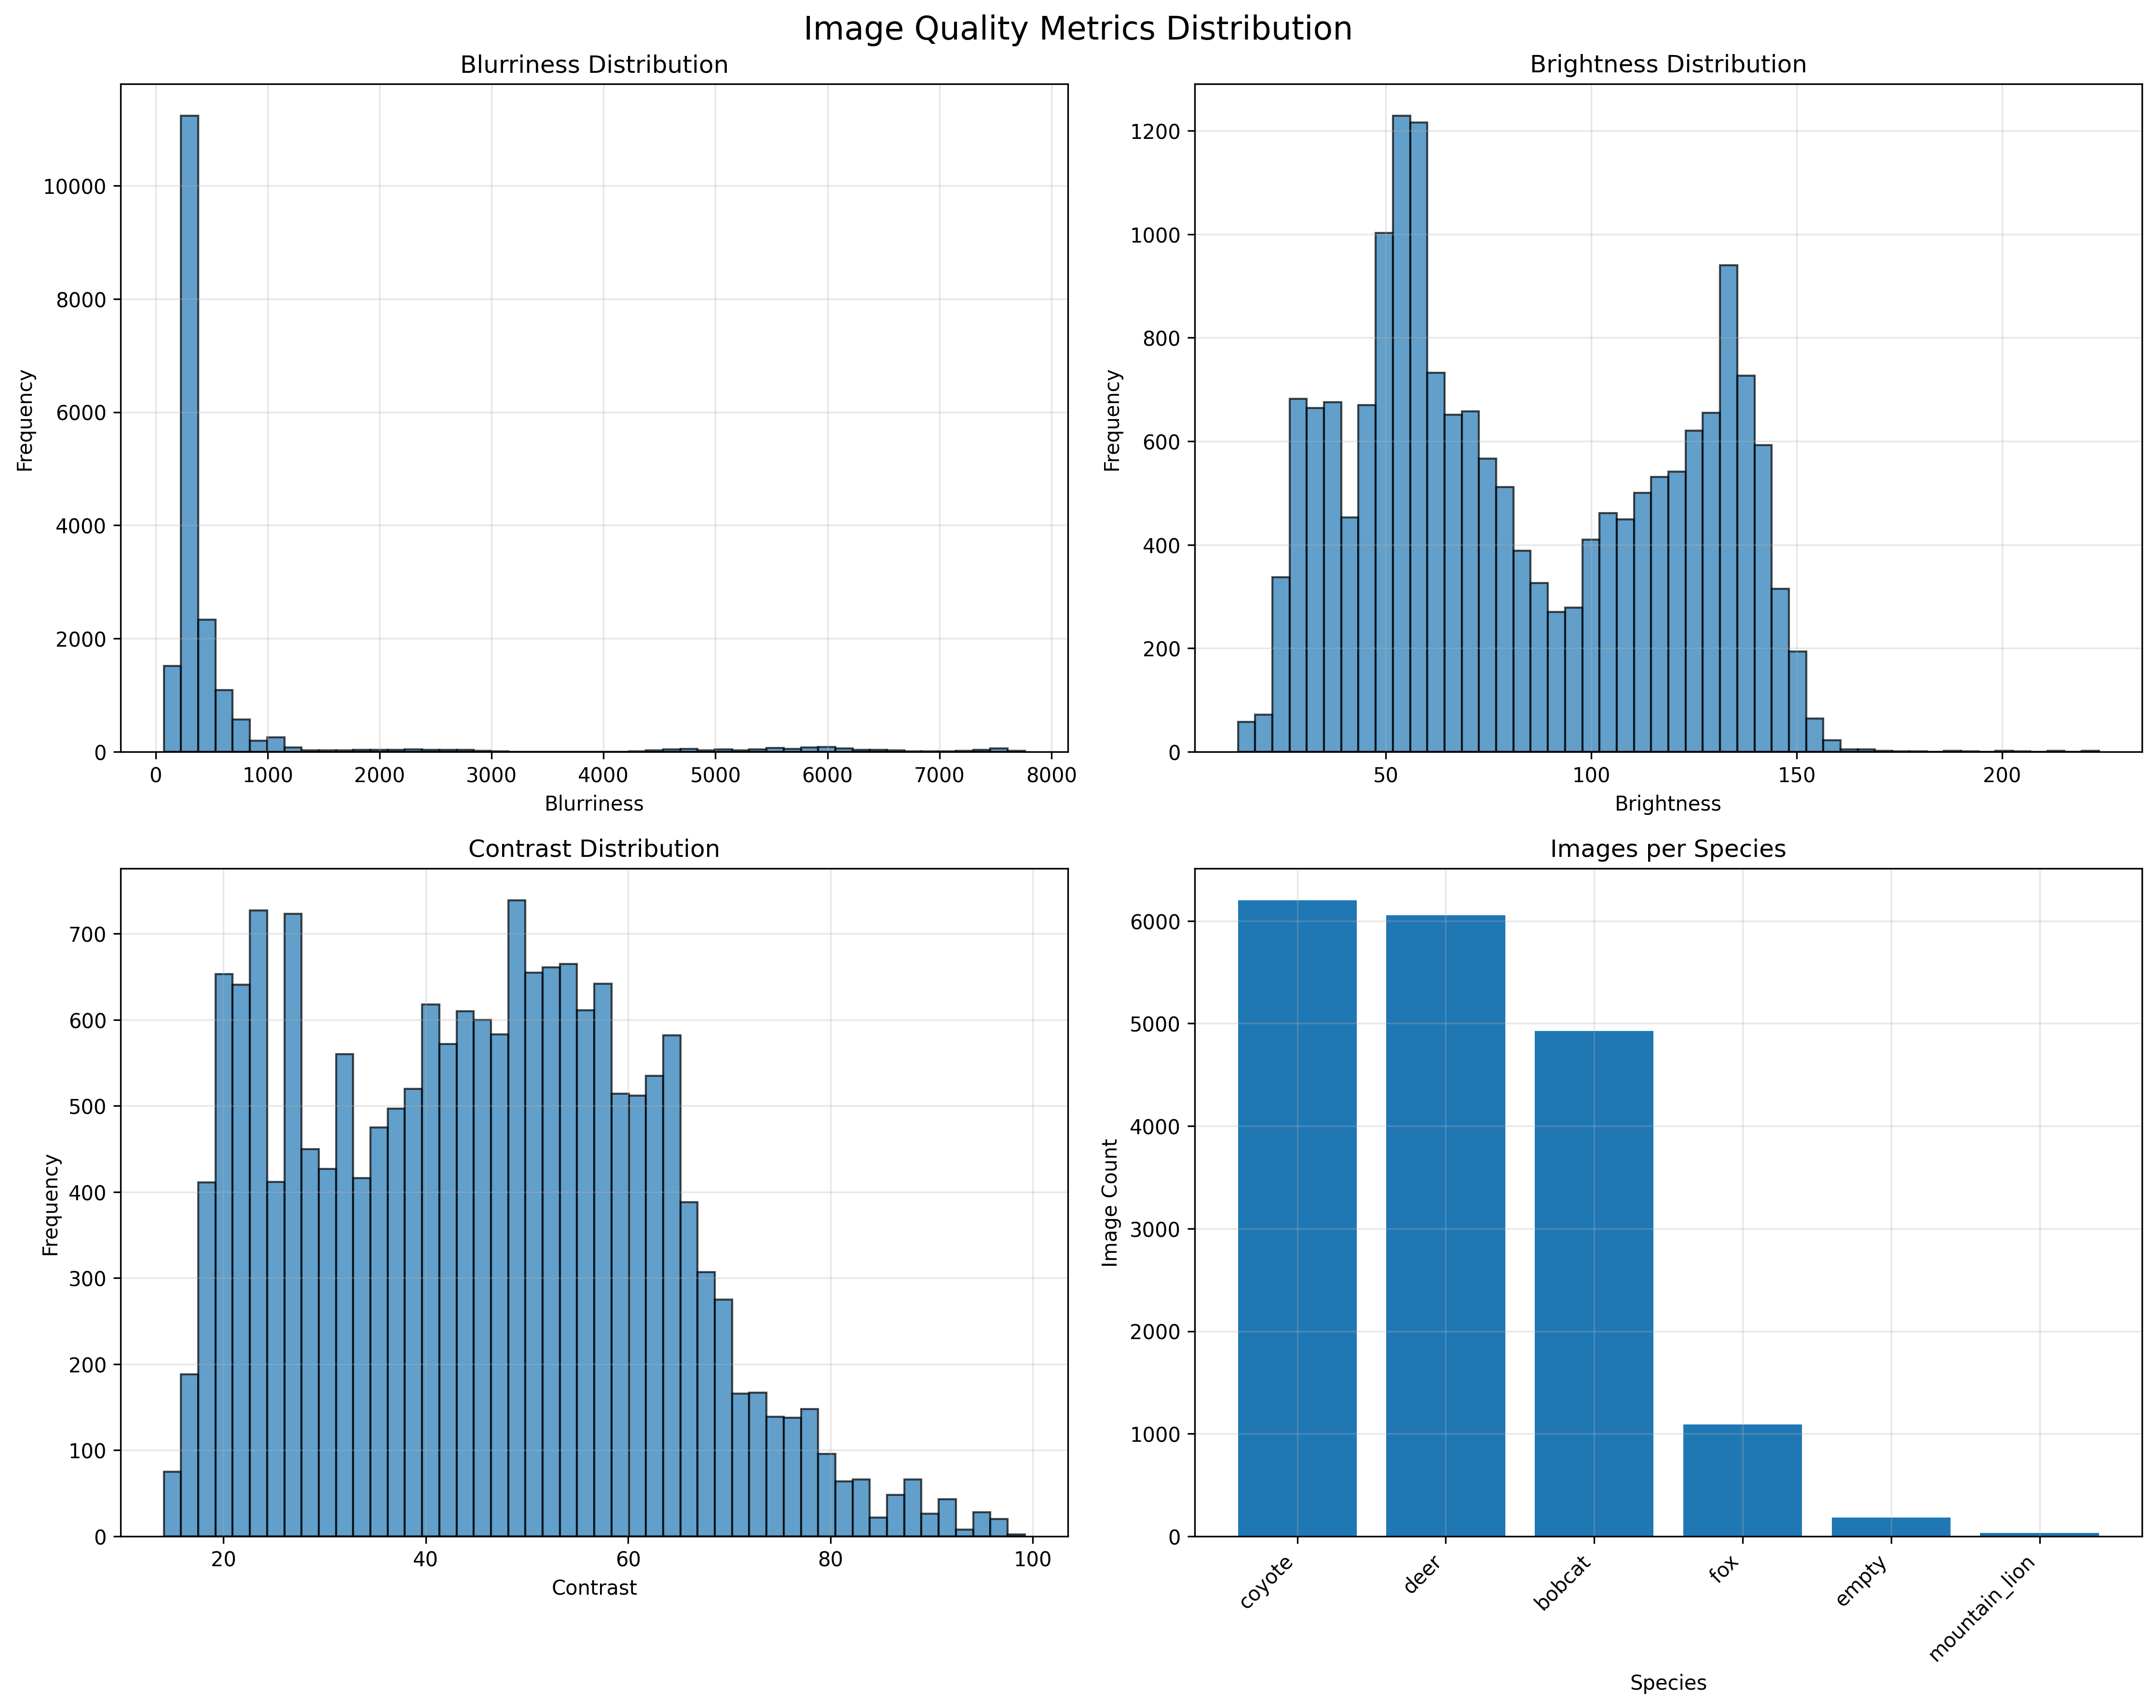 Image Quality Metrics Distribution
Blurriness Distribution
Frequency
10000
8000
6000
4000
2000
0
0 1000 2000 3000 4000 5000 6000 7000 8000
Blurriness
Brightness Distribution
Frequency
1200
1000
800
600
400
200
0
50 100 150 200
Brightness
Contrast Distribution
Frequency
700
600
500
400
300
200
100
0
20 40 60 80 100
Contrast
Images per Species
Image Count
6000
5000
4000
3000
2000
1000
0
coyote deer bobcat fox empty mountain_lion
Species